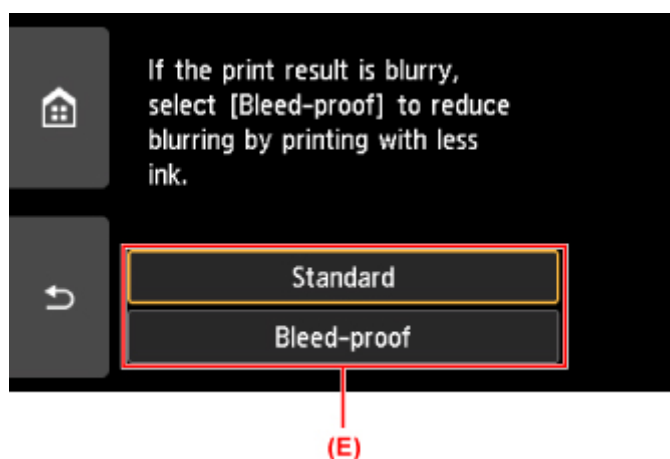 If the print result is blurry,
select [Bleed-proof] to reduce
blurring by printing with less
ink.
Standard
Bleed-proof
(E)